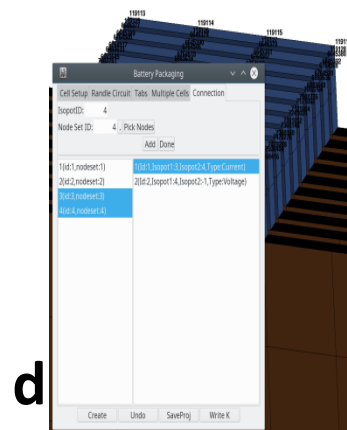 119113
119114
119115
Battery Packaging
Cell Setup Randle Circuit Tabs Multiple Cells Connection
IsopotID: 4
Node Set ID: 4 . Pick Nodes
Add Done
1(id:1,nodeset:1) 1(Id:1,Isopot1:3,Isopot2:4,Type:Current)
2(id:2,nodeset:2) 2(Id:2,Isopot1:4,Isopot2:-1,Type:Voltage)
3(id:3,nodeset:3)
4(id:4,nodeset:4)
d
Create Undo SaveProj Write K